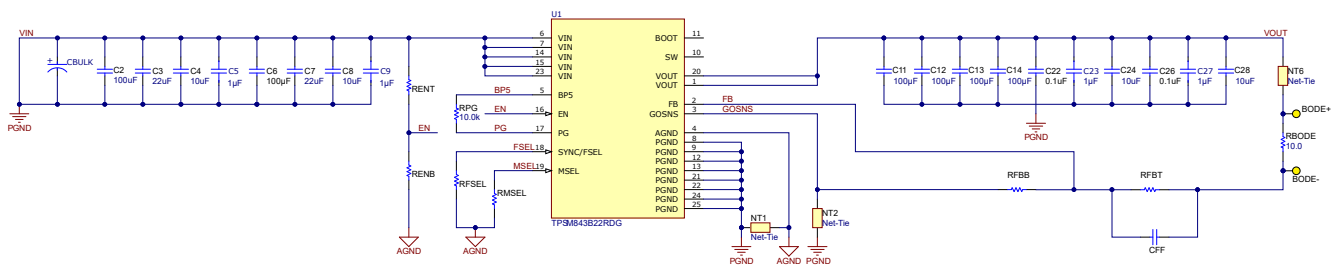 U1
VIN
CBULK
C2
100uF
C3
22uF
C4
10uF
C5
1µF
C6
100µF
C7
22uF
C8
10uF
C9
1µF
PGND
RENT
EN
RENB
AGND
BP5
RPG
10.0k
EN
PG
FSEL
MSEL
RFSEL
RMSEL
AGND
6 VIN
7 VIN
14 VIN
15 VIN
23 VIN
5 BP5
16 EN
17 PG
18 SYNC/FSEL
19 MSEL
BOOT 11
SW 10
VOUT 20
VOUT 1
FB 2
GOSNS 3
AGND 4
PGND 8
PGND 9
PGND 12
PGND 13
PGND 21
PGND 22
PGND 24
PGND 25
TPSM843B22RDG
FB
GOSNS
NT1
Net-Tie
PGND
AGND
NT2
Net-Tie
PGND
VOUT
C11
100µF
C12
100µF
C13
100µF
C14
100µF
C22
0.1uF
C23
1µF
C24
10uF
C26
0.1uF
C27
1µF
C28
10uF
PGND
NT6
Net-Tie
BODE+
RBODE
10.0
BODE-
RFBB
RFBT
CFF